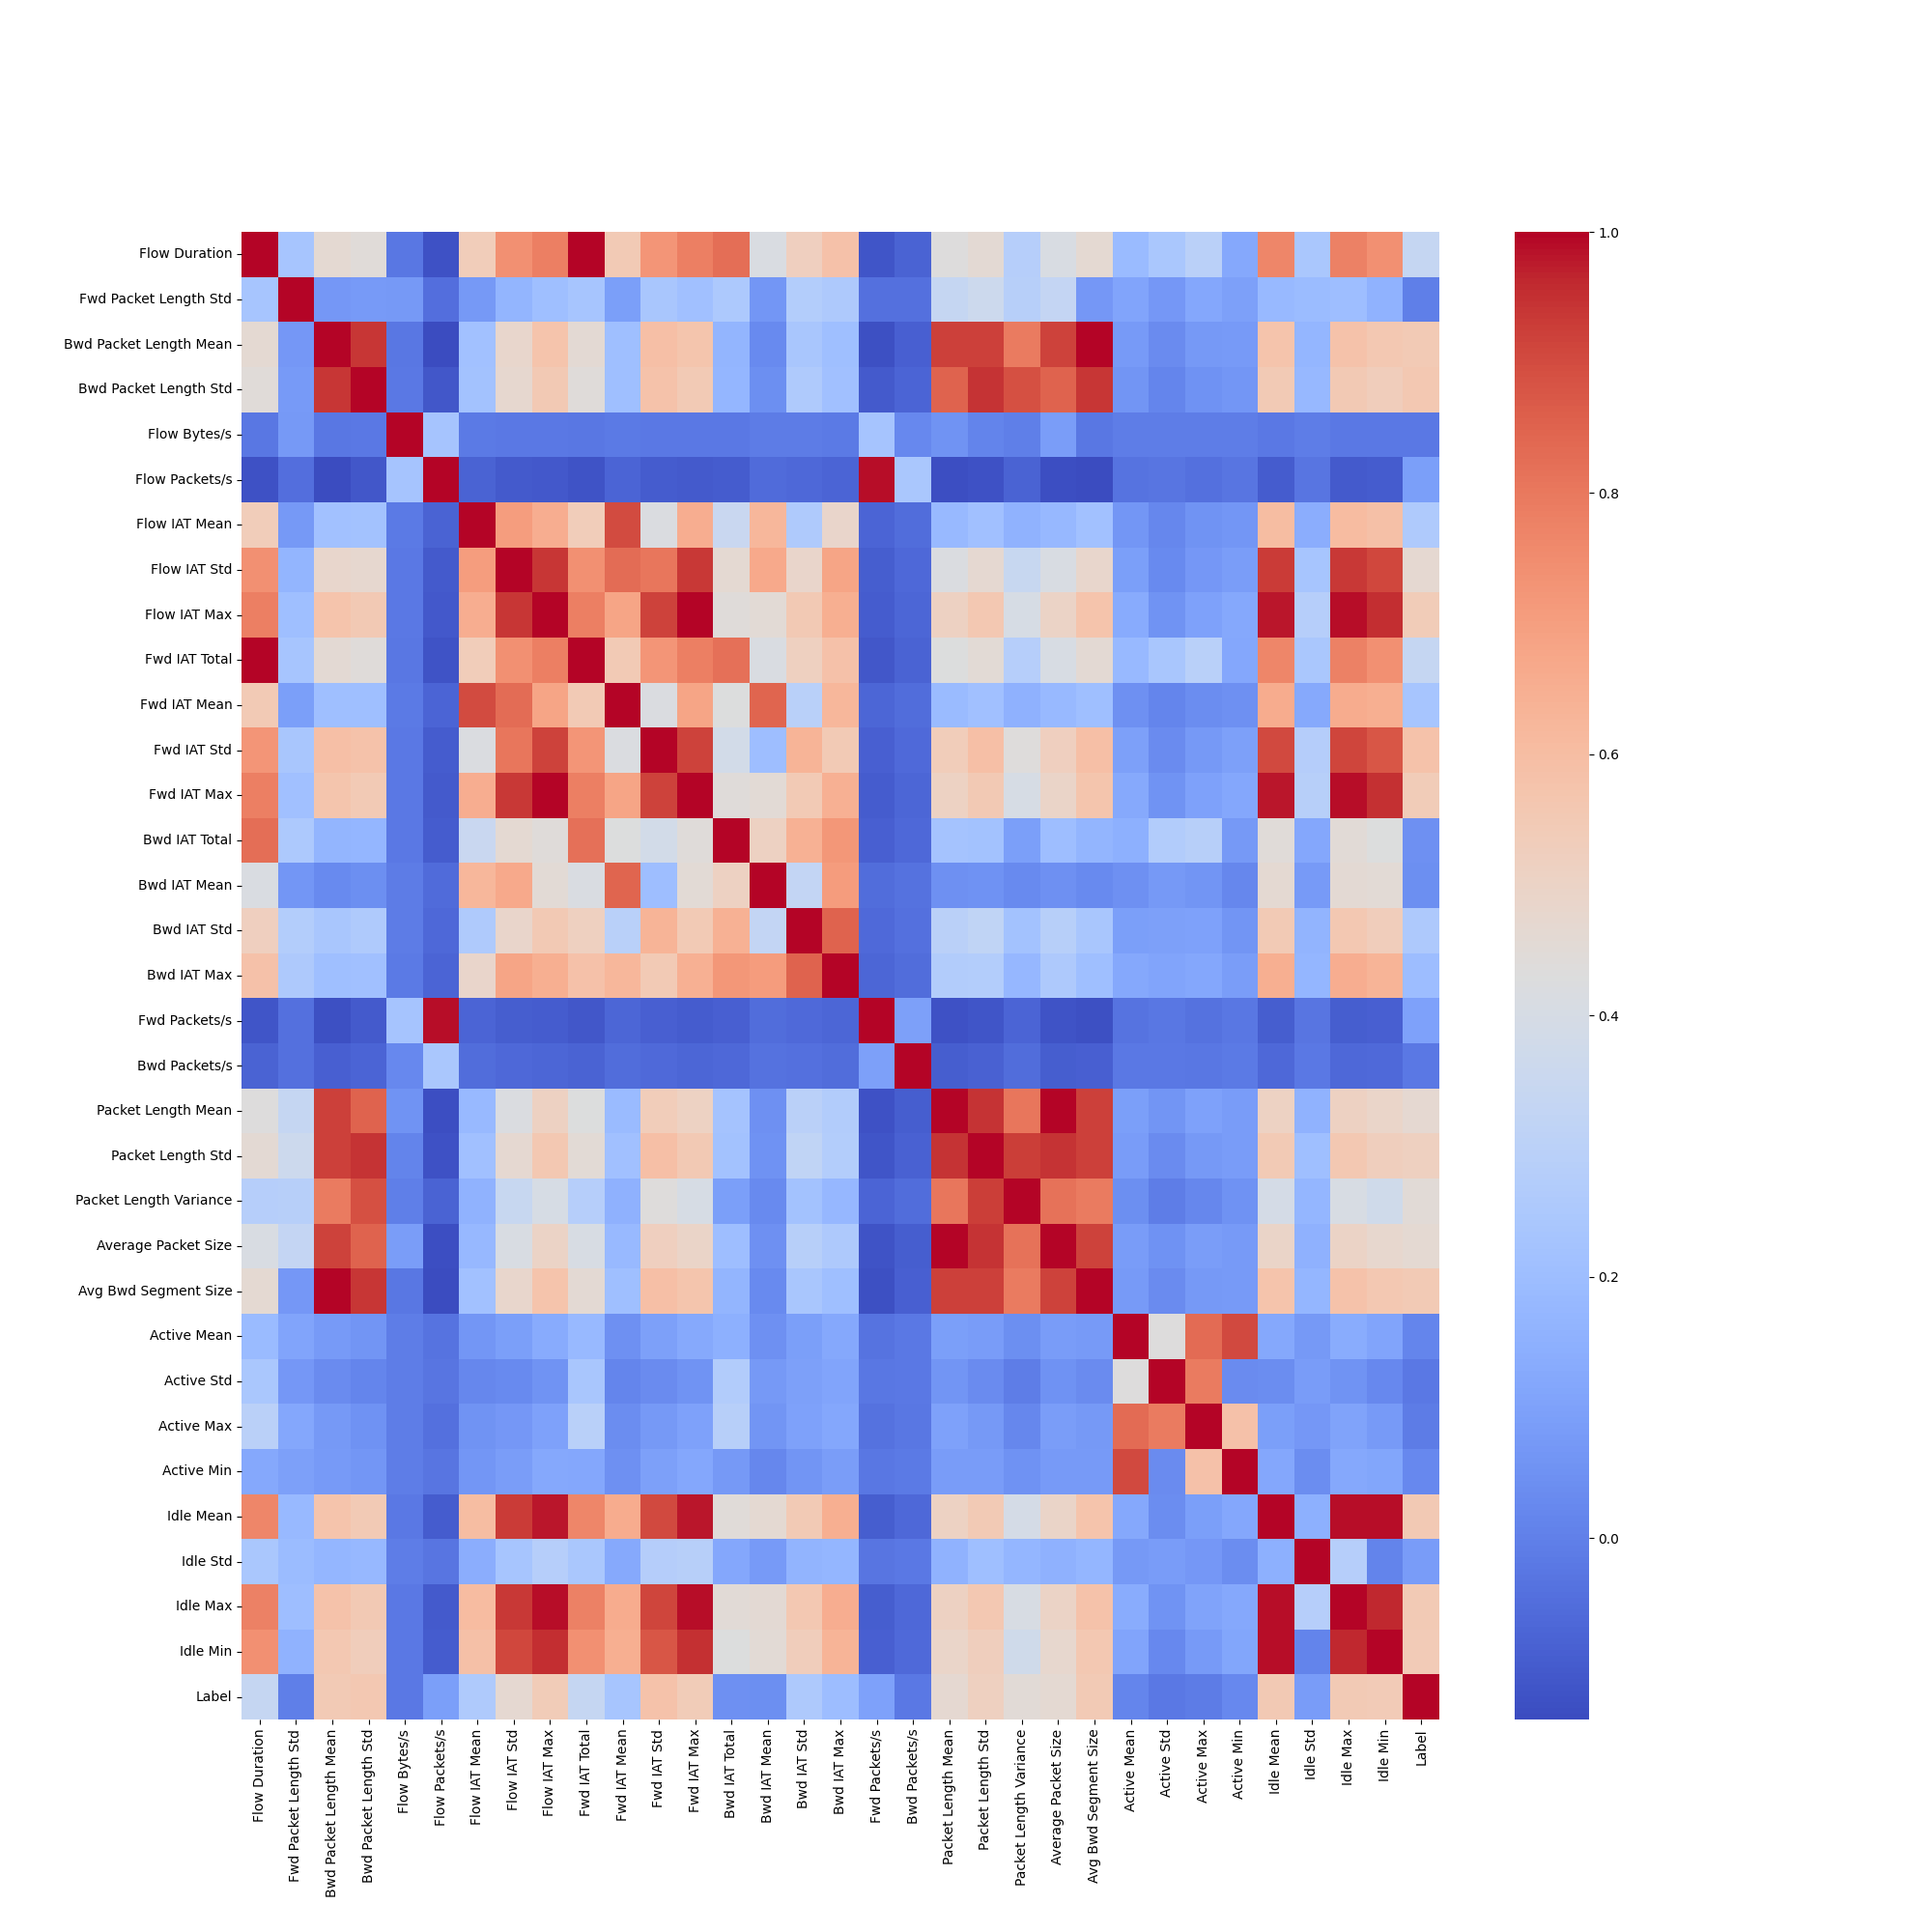 Flow Duration
Fwd Packet Length Std
Bwd Packet Length Mean
Bwd Packet Length Std
Flow Bytes/s
Flow Packets/s
Flow IAT Mean
Flow IAT Std
Flow IAT Max
Fwd IAT Total
Fwd IAT Mean
Fwd IAT Std
Fwd IAT Max
Bwd IAT Total
Bwd IAT Mean
Bwd IAT Std
Bwd IAT Max
Fwd Packets/s
Bwd Packets/s
Packet Length Mean
Packet Length Std
Packet Length Variance
Average Packet Size
Avg Bwd Segment Size
Active Mean
Active Std
Active Max
Active Min
Idle Mean
Idle Std
Idle Max
Idle Min
Label
Flow Duration
Fwd Packet Length Std
Bwd Packet Length Mean
Bwd Packet Length Std
Flow Bytes/s
Flow Packets/s
Flow IAT Mean
Flow IAT Std
Flow IAT Max
Fwd IAT Total
Fwd IAT Mean
Fwd IAT Std
Fwd IAT Max
Bwd IAT Total
Bwd IAT Mean
Bwd IAT Std
Bwd IAT Max
Fwd Packets/s
Bwd Packets/s
Packet Length Mean
Packet Length Std
Packet Length Variance
Average Packet Size
Avg Bwd Segment Size
Active Mean
Active Std
Active Max
Active Min
Idle Mean
Idle Std
Idle Max
Idle Min
Label
1.0
0.8
0.6
0.4
0.2
0.0